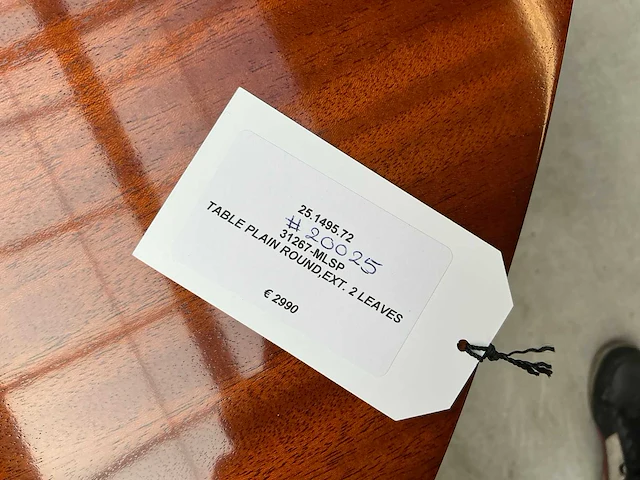 25.1495.72
#20025
31267-MLSP
TABLE PLAIN ROUND,EXT. 2 LEAVES
€ 2990